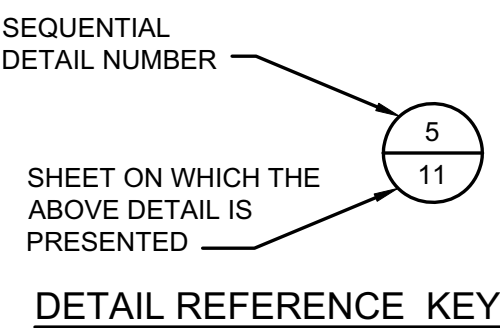 SEQUENTIAL
DETAIL NUMBER
5
11
SHEET ON WHICH THE
ABOVE DETAIL IS
PRESENTED
DETAIL REFERENCE KEY